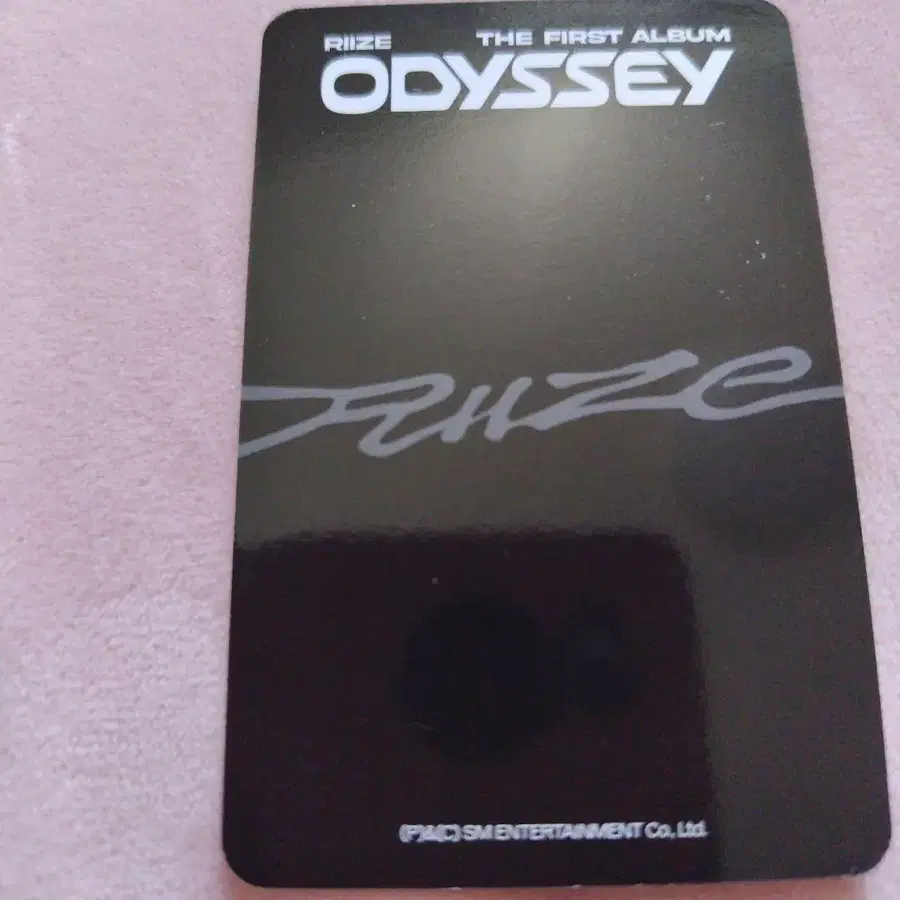 RIIZE THE FIRST ALBUM
ODYSSEY
Riize
(P)&(C) SM ENTERTAINMENT Co., Ltd.